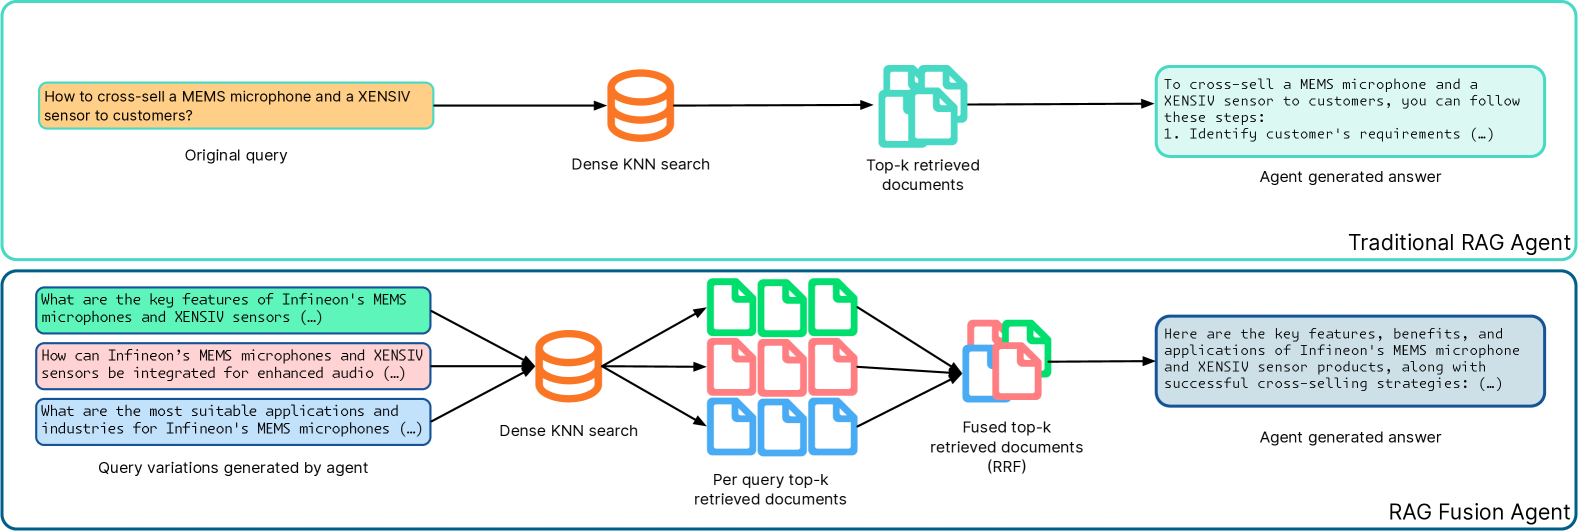 How to cross-sell a MEMS microphone and a XENSIV
sensor to customers?
Original query
Dense KNN search
Top-k retrieved
documents
To cross-sell a MEMS microphone and a
XENSIV sensor to customers, you can follow
these steps:
1. Identify customer's requirements (…)
Agent generated answer
Traditional RAG Agent
What are the key features of Infineon's MEMS
microphones and XENSIV sensors (…)
How can Infineon’s MEMS microphones and XENSIV
sensors be integrated for enhanced audio (…)
What are the most suitable applications and
industries for Infineon's MEMS microphones (…)
Query variations generated by agent
Dense KNN search
Per query top-k
retrieved documents
Fused top-k
retrieved documents
(RRF)
Here are the key features, benefits, and
applications of Infineon's MEMS microphone
and XENSIV sensor products, along with
successful cross-selling strategies: (…)
Agent generated answer
RAG Fusion Agent